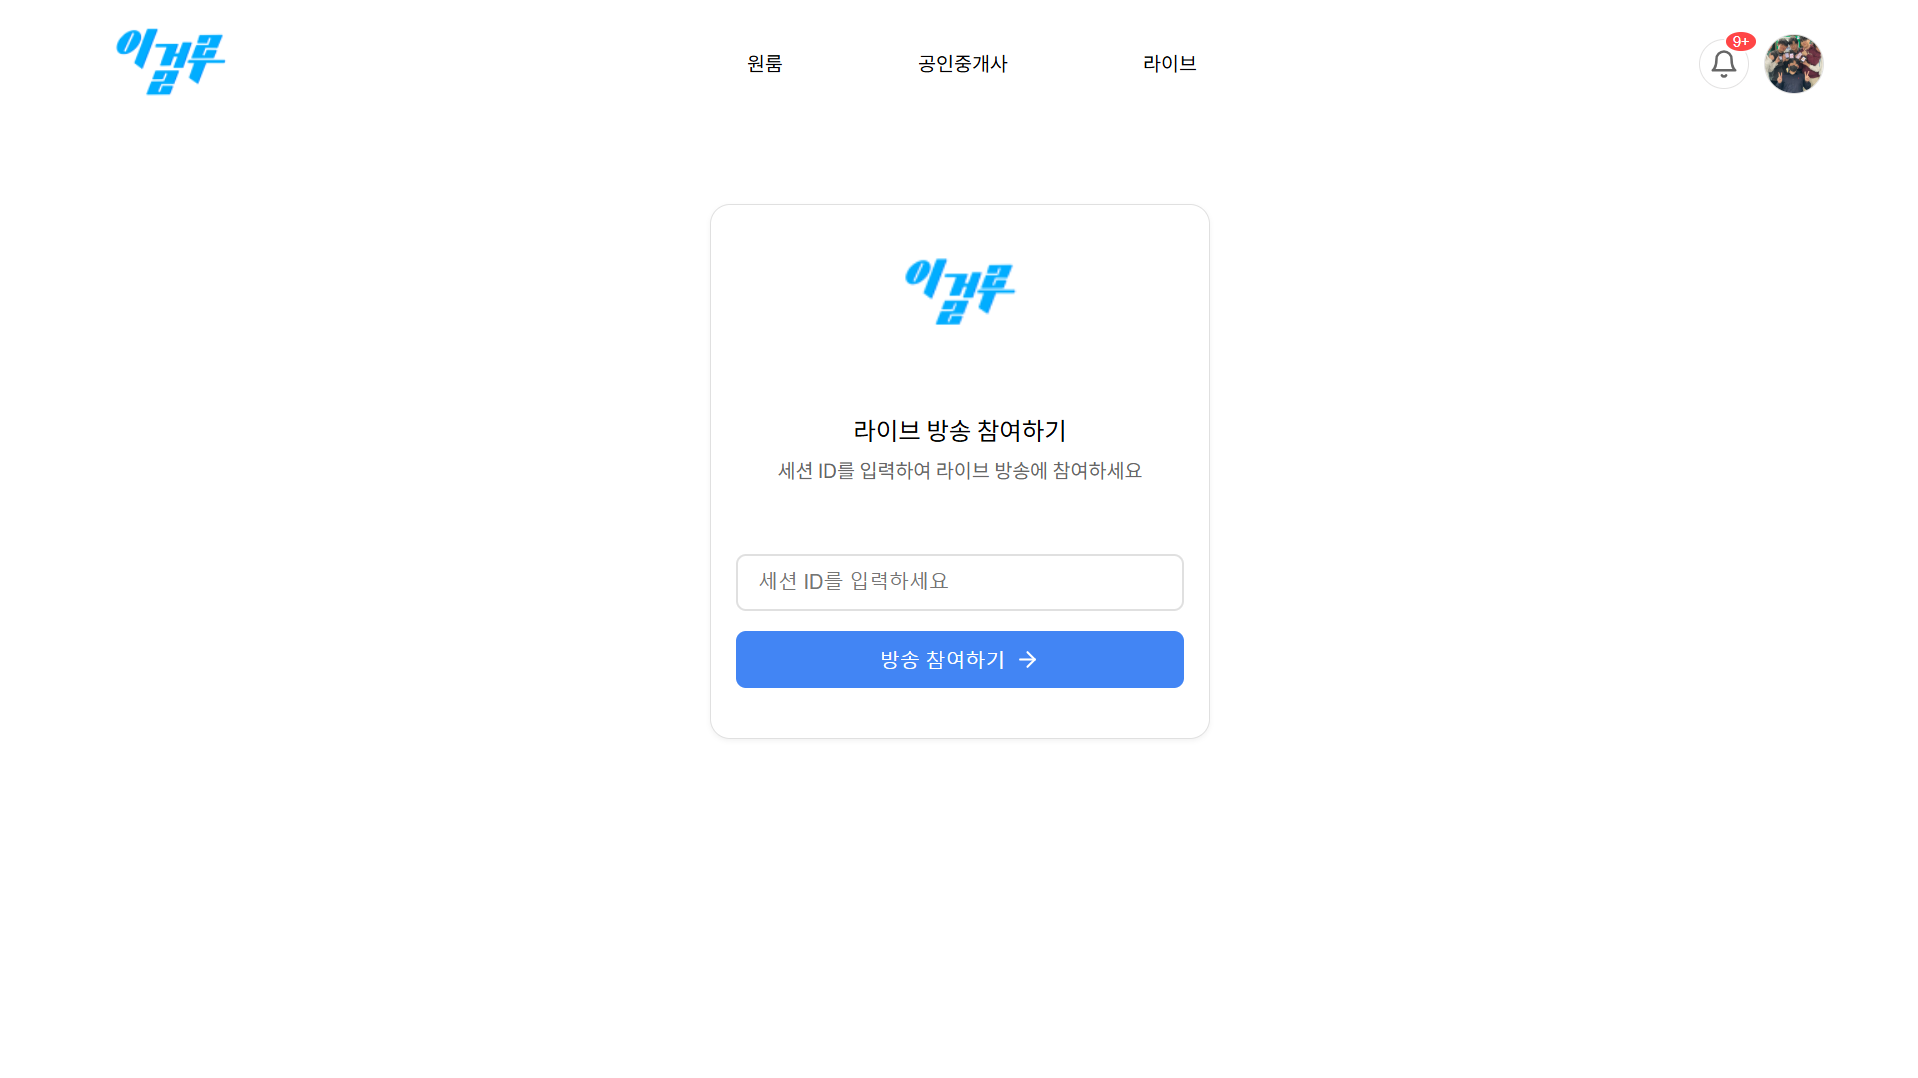 이걸루
원룸
공인중개사
라이브
9+
이걸루
라이브 방송 참여하기
세션 ID를 입력하여 라이브 방송에 참여하세요
세션 ID를 입력하세요
방송 참여하기 →